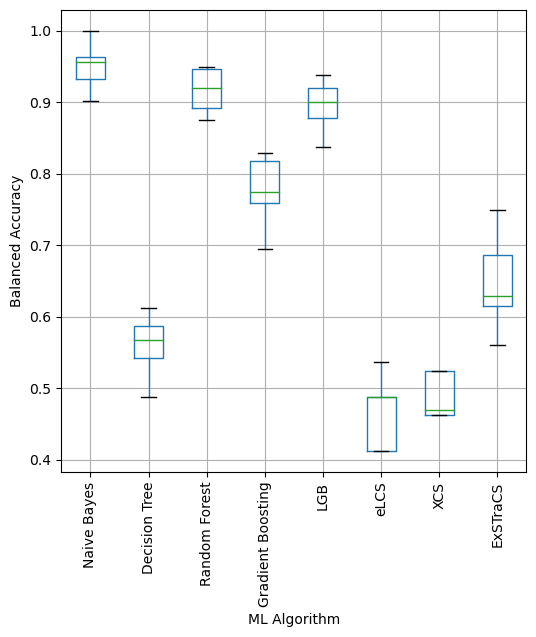 1.0
0.9
0.8
0.7
0.6
0.5
0.4
Balanced Accuracy
Naive Bayes
Decision Tree
Random Forest
Gradient Boosting
LGB
eLCS
XCS
ExSTraCS
ML Algorithm